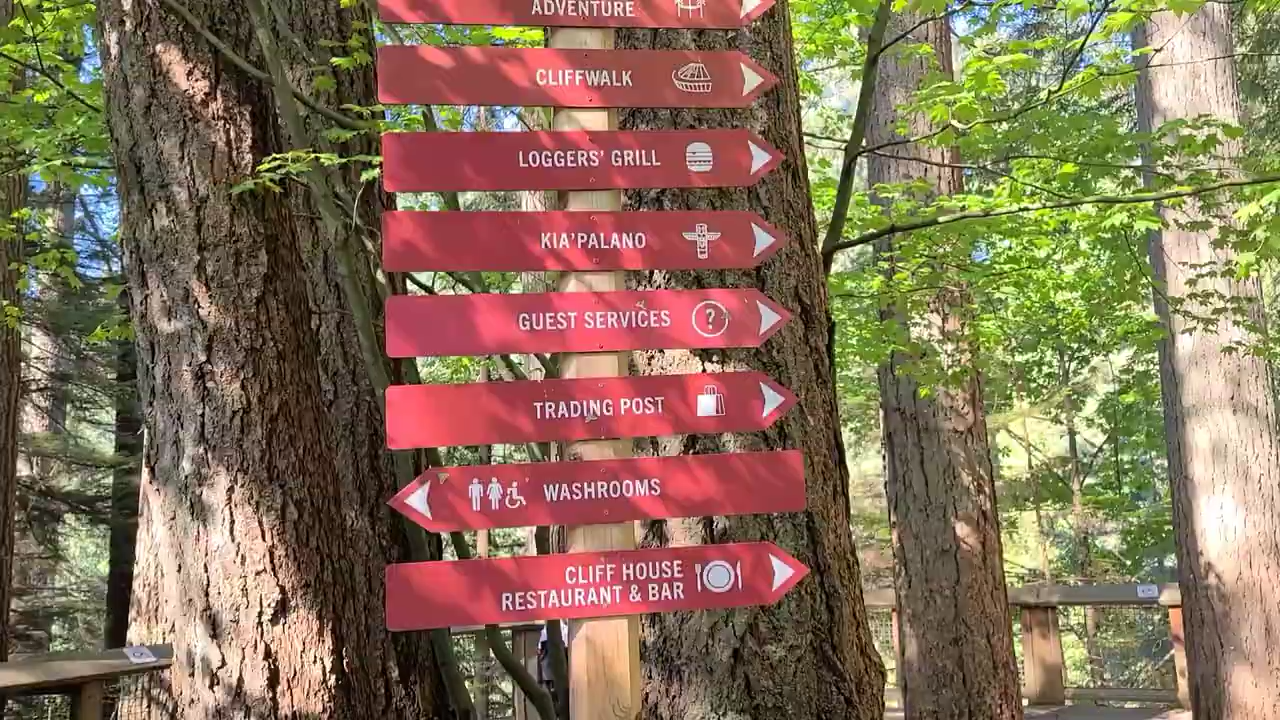 ADVENTURE
CLIFFWALK
LOGGERS' GRILL
KIA'PALANO
GUEST SERVICES
?
TRADING POST
WASHROOMS
CLIFF HOUSE
RESTAURANT & BAR